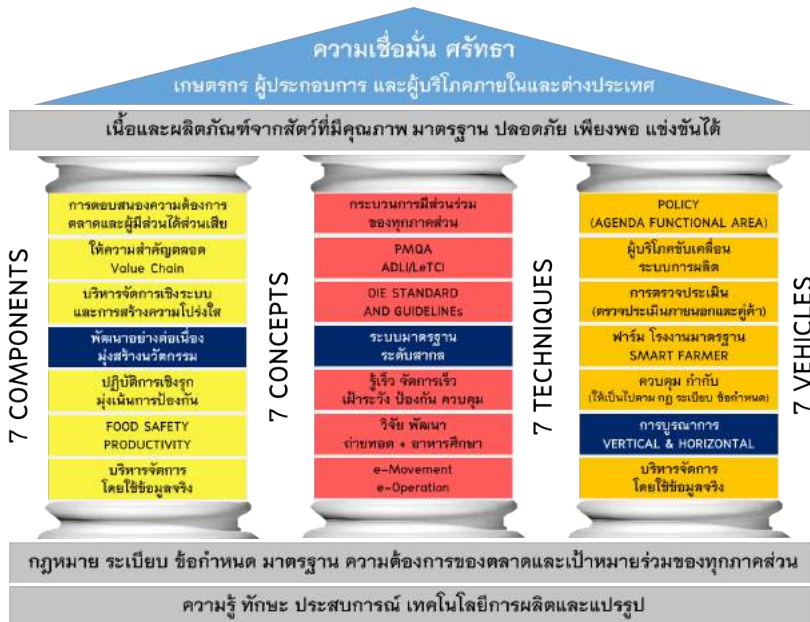 ความเชื่อมั่น ศรัทธา
เกษตรกร ผู้ประกอบการ และผู้บริโภคภายในและต่างประเทศ
เนื้อและผลิตภัณฑ์จากสัตว์ที่มีคุณภาพ มาตรฐาน ปลอดภัย เพียงพอ แข่งขันได้
7 COMPONENTS
การตอบสนองความต้องการ
ตลาดและผู้มีส่วนได้ส่วนเสีย
ให้ความสำคัญตลอด
Value Chain
บริหารจัดการเชิงระบบ
และการสร้างความโปร่งใส
พัฒนาอย่างต่อเนื่อง
มุ่งสร้างนวัตกรรม
ปฏิบัติการเชิงรุก
มุ่งเน้นการป้องกัน
FOOD SAFETY
PRODUCTIVITY
บริหารจัดการ
โดยใช้ข้อมูลจริง
7 CONCEPTS
กระบวนการมีส่วนร่วม
ของทุกภาคส่วน
PMQA
ADLI/LeTCI
OIE STANDARD
AND GUIDELINEs
ระบบมาตรฐาน
ระดับสากล
รู้เร็ว จัดการเร็ว
เฝ้าระวัง ป้องกัน ควบคุม
วิจัย พัฒนา
ถ่ายทอด + อาหารศึกษา
e-Movement
e-Operation
7 TECHNIQUES
POLICY
(AGENDA FUNCTIONAL AREA)
ผู้บริโภคขับเคลื่อน
ระบบการผลิต
การตรวจประเมิน
(ตรวจประเมินภายนอกและคู่ค้า)
ฟาร์ม โรงงานมาตรฐาน
SMART FARMER
ควบคุม กำกับ
(ให้เป็นไปตาม กฎ ระเบียบ ข้อกำหนด)
การบูรณาการ
VERTICAL & HORIZONTAL
บริหารจัดการ
โดยใช้ข้อมูลจริง
7 VEHICLES
กฎหมาย ระเบียบ ข้อกำหนด มาตรฐาน ความต้องการของตลาดและเป้าหมายร่วมของทุกภาคส่วน
ความรู้ ทักษะ ประสบการณ์ เทคโนโลยีการผลิตและแปรรูป